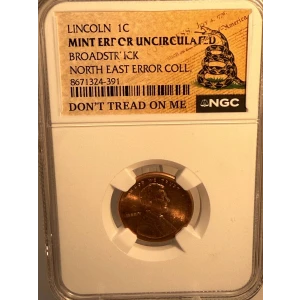 LINCOLN 1C
MINT ERROR UNCIRCULATED
BROADSTRUCK
NORTH EAST ERROR COLL
8671324-391
DON'T TREAD ON ME
NGC